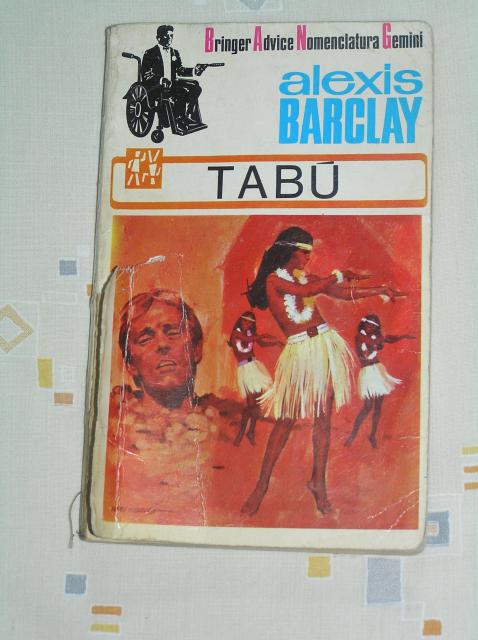 Bringer Advice Nomenclatura Gemini
alexis
BARCLAY
TABÚ